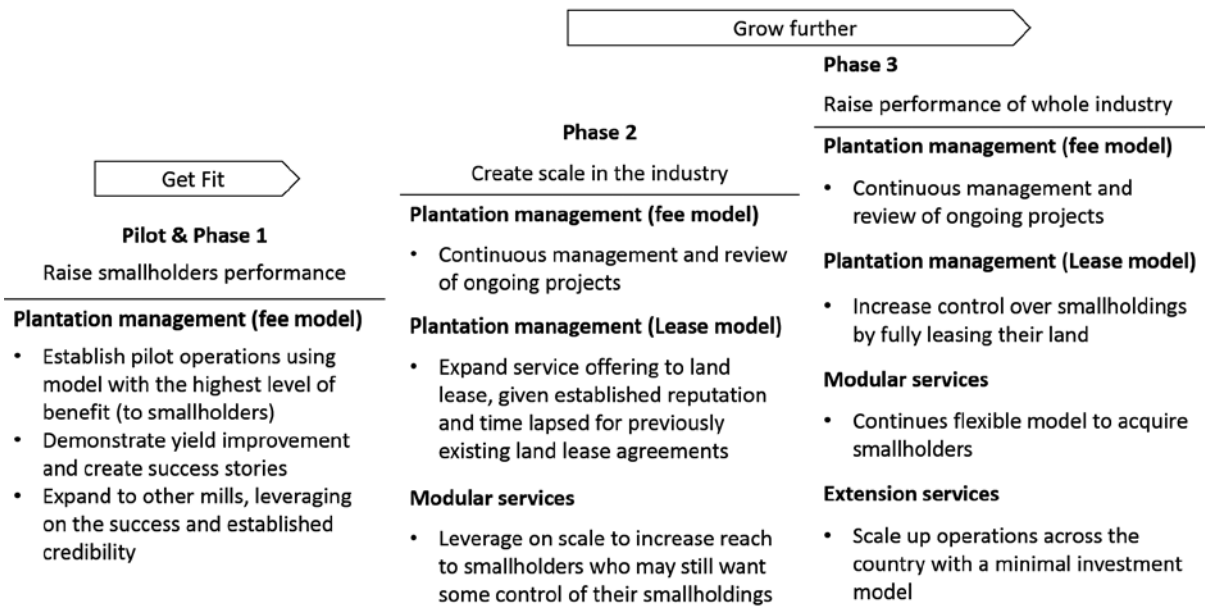 Get Fit
Pilot & Phase 1
Raise smallholders performance
Plantation management (fee model)
• Establish pilot operations using
model with the highest level of
benefit (to smallholders)
• Demonstrate yield improvement
and create success stories
• Expand to other mills, leveraging
on the success and established
credibility
Grow further
Phase 2
Create scale in the industry
Plantation management (fee model)
• Continuous management and review
of ongoing projects
Plantation management (Lease model)
• Expand service offering to land
lease, given established reputation
and time lapsed for previously
existing land lease agreements
Modular services
• Leverage on scale to increase reach
to smallholders who may still want
some control of their smallholdings
Phase 3
Raise performance of whole industry
Plantation management (fee model)
• Continuous management and
review of ongoing projects
Plantation management (Lease model)
• Increase control over smallholdings
by fully leasing their land
Modular services
• Continues flexible model to acquire
smallholders
Extension services
• Scale up operations across the
country with a minimal investment
model